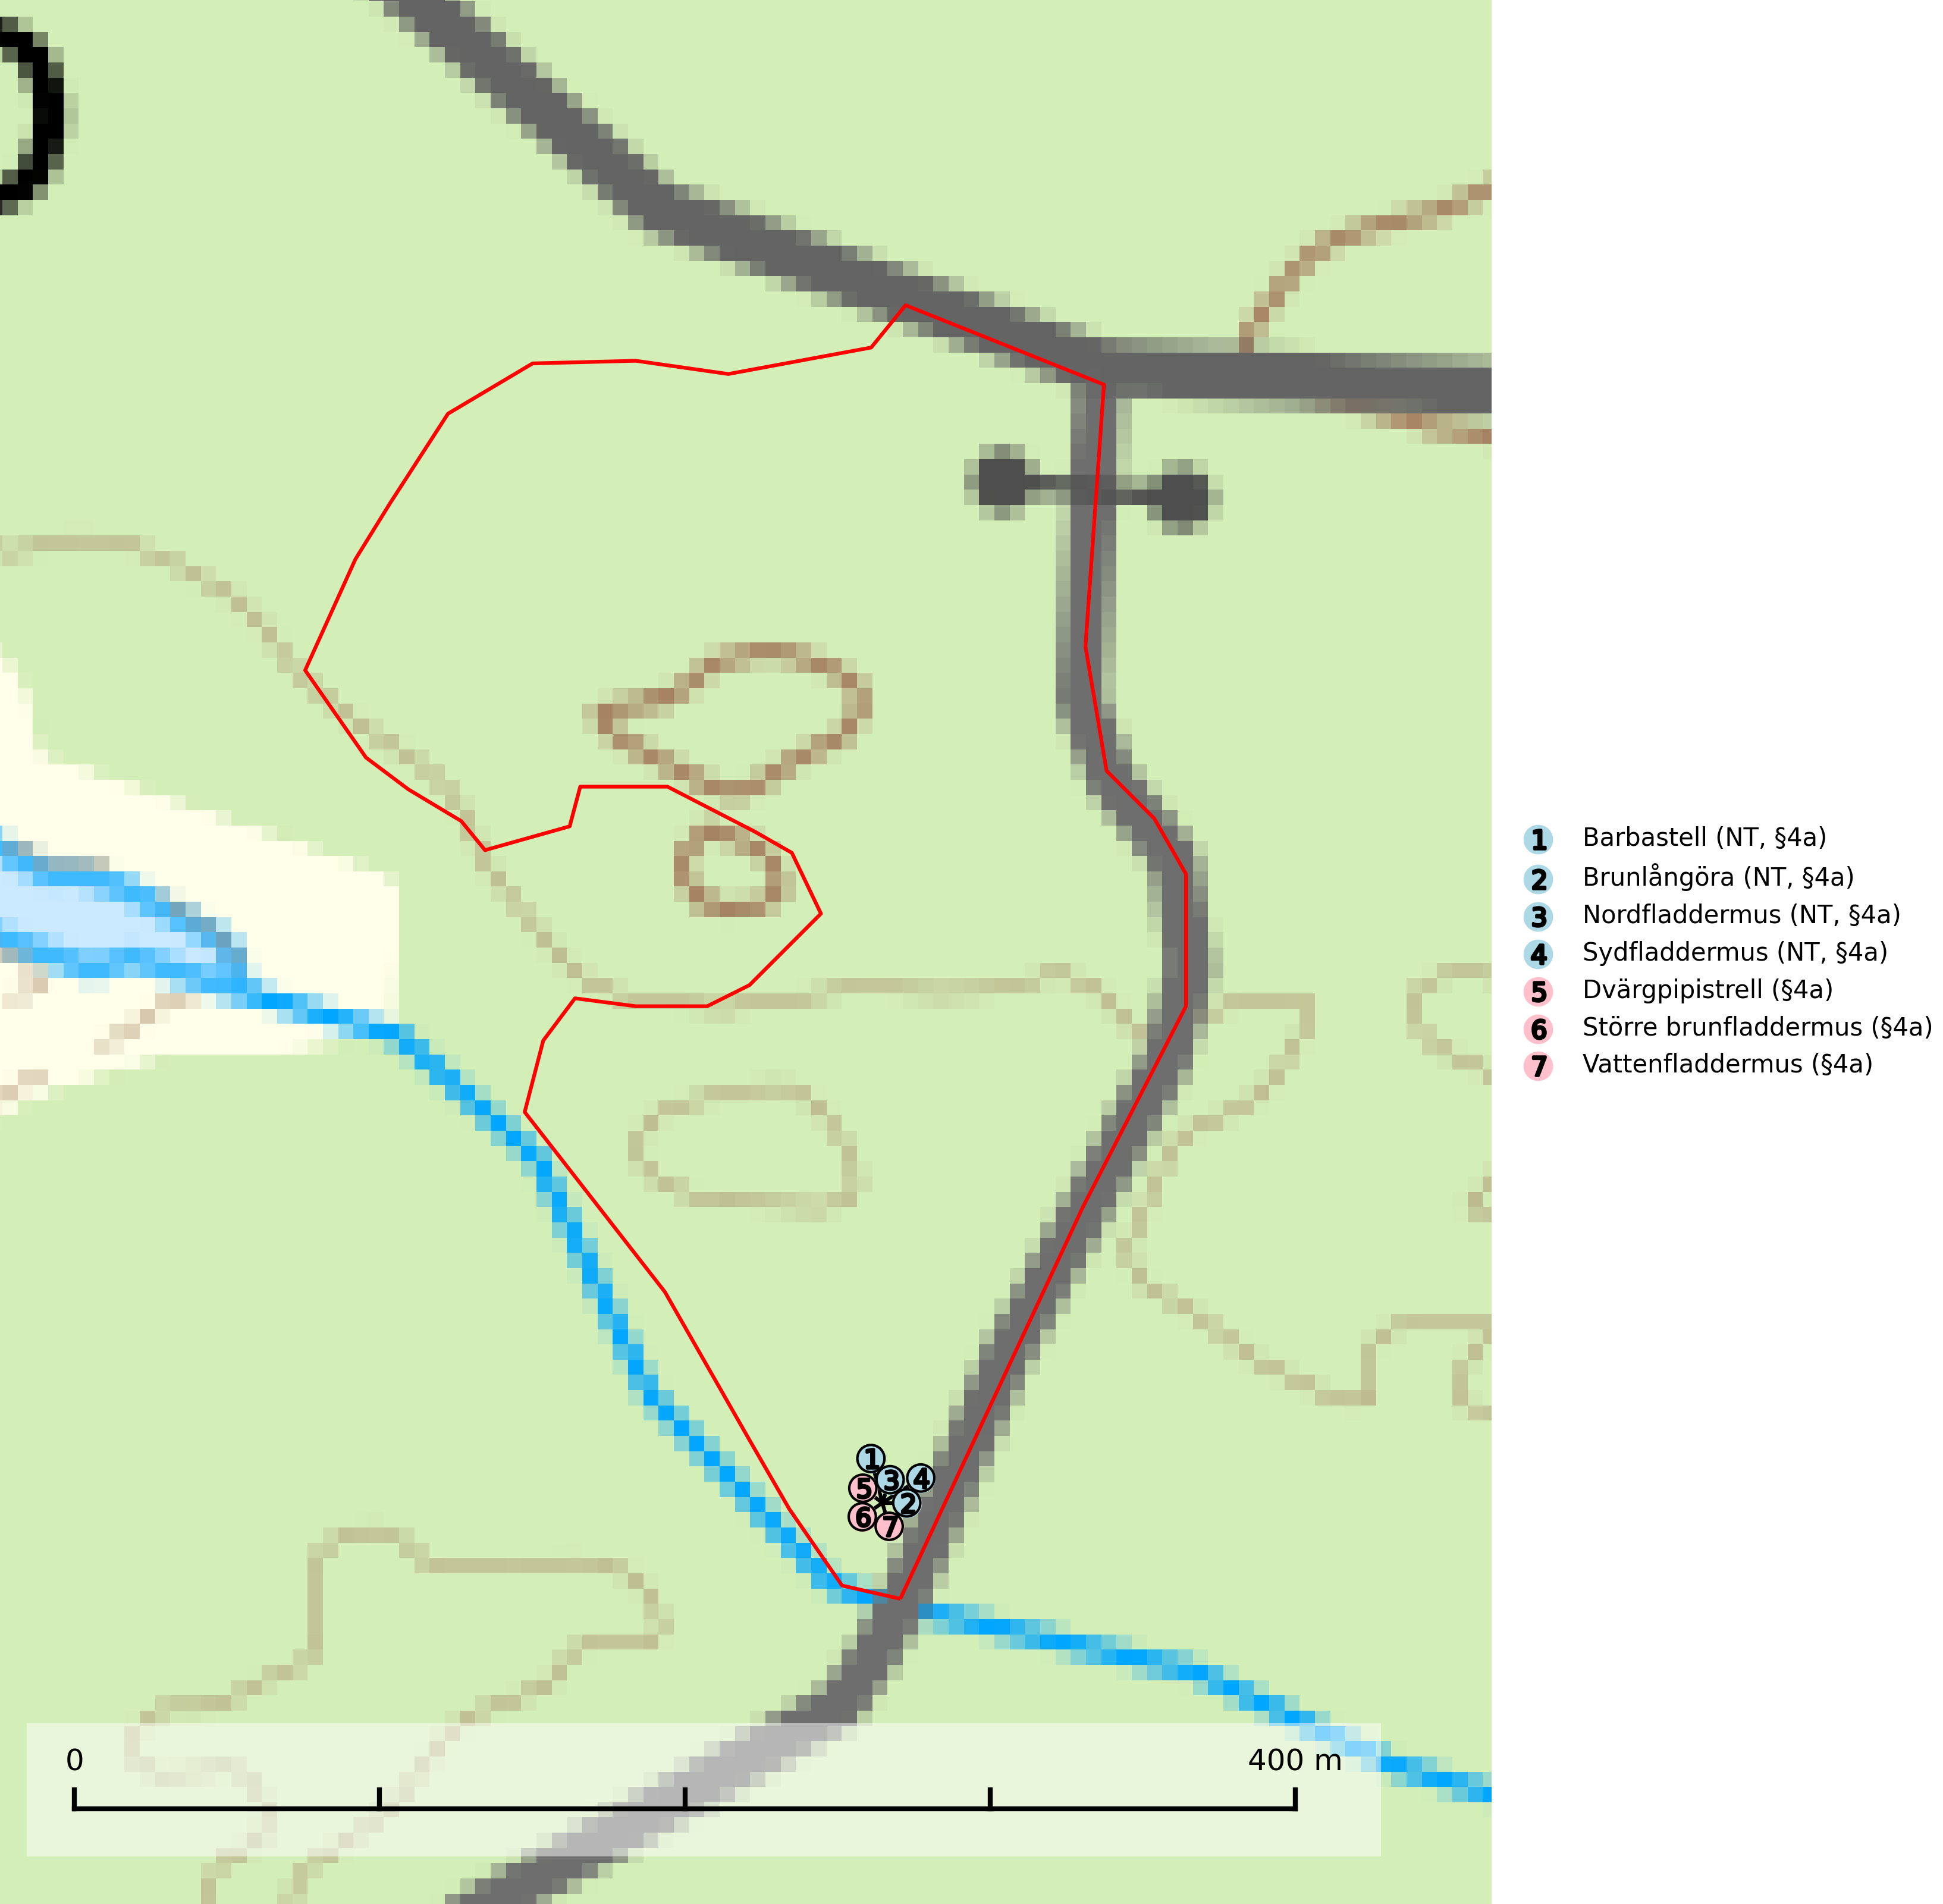 1 Barbastell (NT, §4a)
2 Brunlångöra (NT, §4a)
3 Nordfladdermus (NT, §4a)
4 Sydfladdermus (NT, §4a)
5 Dvärgpipistrell (§4a)
6 Större brunfladdermus (§4a)
7 Vattenfladdermus (§4a)
1
3 4
5
2
6
7
0 400 m